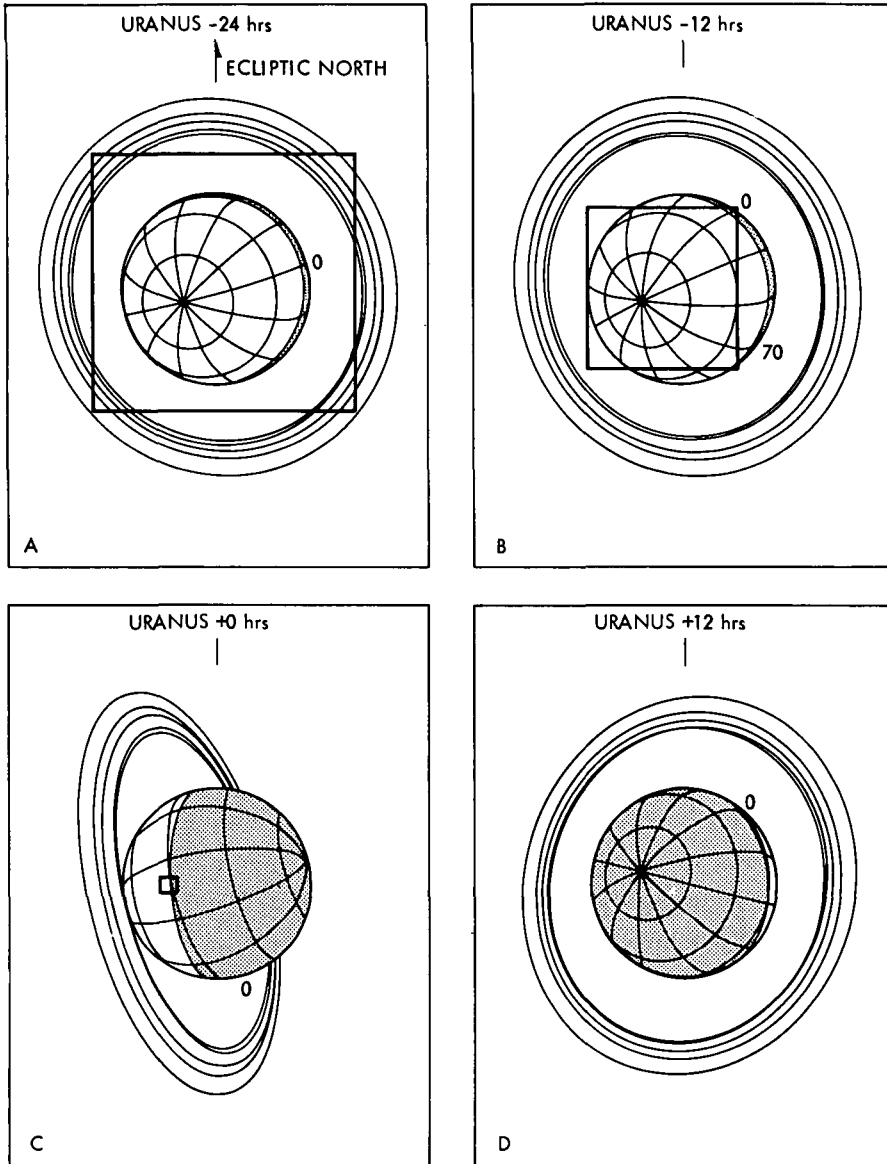 URANUS -24 hrs
ECLIPTIC NORTH
0
A
URANUS -12 hrs
0
70
B
URANUS +0 hrs
0
C
URANUS +12 hrs
0
D